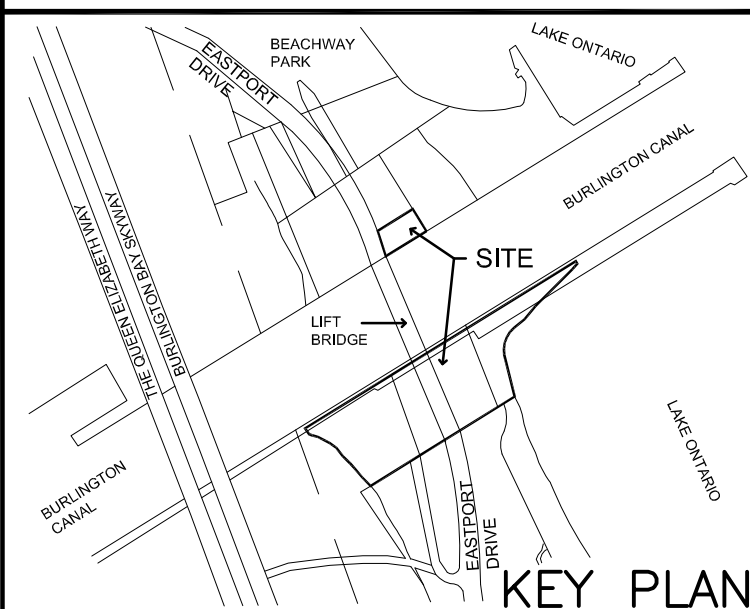 LAKE ONTARIO
BEACHWAY
PARK
EASTPORT
DRIVE
BURLINGTON CANAL
THE QUEEN ELIZABETH WAY
BURLINGTON BAY SKYWAY
SITE
LIFT
BRIDGE
LAKE ONTARIO
BURLINGTON
CANAL
EASTPORT
DRIVE
KEY PLAN